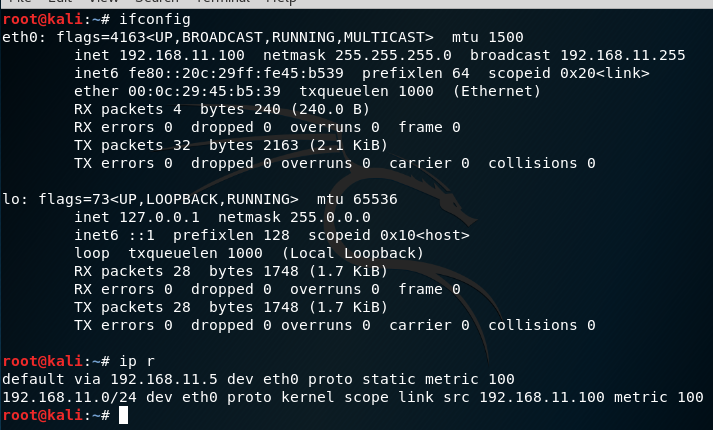 Search Terminal Help
root@kali:~# ifconfig
eth0: flags=4163<UP,BROADCAST,RUNNING,MULTICAST>  mtu 1500
        inet 192.168.11.100  netmask 255.255.255.0  broadcast 192.168.11.255
        inet6 fe80::20c:29ff:fe45:b539  prefixlen 64  scopeid 0x20<link>
        ether 00:0c:29:45:b5:39  txqueuelen 1000  (Ethernet)
        RX packets 4  bytes 240 (240.0 B)
        RX errors 0  dropped 0  overruns 0  frame 0
        TX packets 32  bytes 2163 (2.1 KiB)
        TX errors 0  dropped 0 overruns 0  carrier 0  collisions 0

lo: flags=73<UP,LOOPBACK,RUNNING>  mtu 65536
        inet 127.0.0.1  netmask 255.0.0.0
        inet6 ::1  prefixlen 128  scopeid 0x10<host>
        loop  txqueuelen 1000  (Local Loopback)
        RX packets 28  bytes 1748 (1.7 KiB)
        RX errors 0  dropped 0  overruns 0  frame 0
        TX packets 28  bytes 1748 (1.7 KiB)
        TX errors 0  dropped 0 overruns 0  carrier 0  collisions 0

root@kali:~# ip r
default via 192.168.11.5 dev eth0 proto static metric 100
192.168.11.0/24 dev eth0 proto kernel scope link src 192.168.11.100 metric 100
root@kali:~#